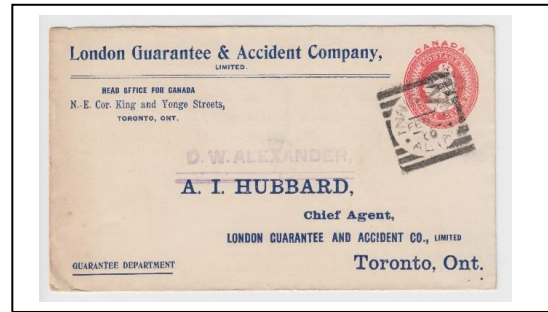 London Guarantee & Accident Company,
LIMITED.
HEAD OFFICE FOR CANADA
N.-E. Cor. King and Yonge Streets,
TORONTO, ONT.
CANADA
POSTAGE
D. W. ALEXANDER,
A. I. HUBBARD,
Chief Agent,
LONDON GUARANTEE AND ACCIDENT CO., LIMITED
GUARANTEE DEPARTMENT
Toronto, Ont.